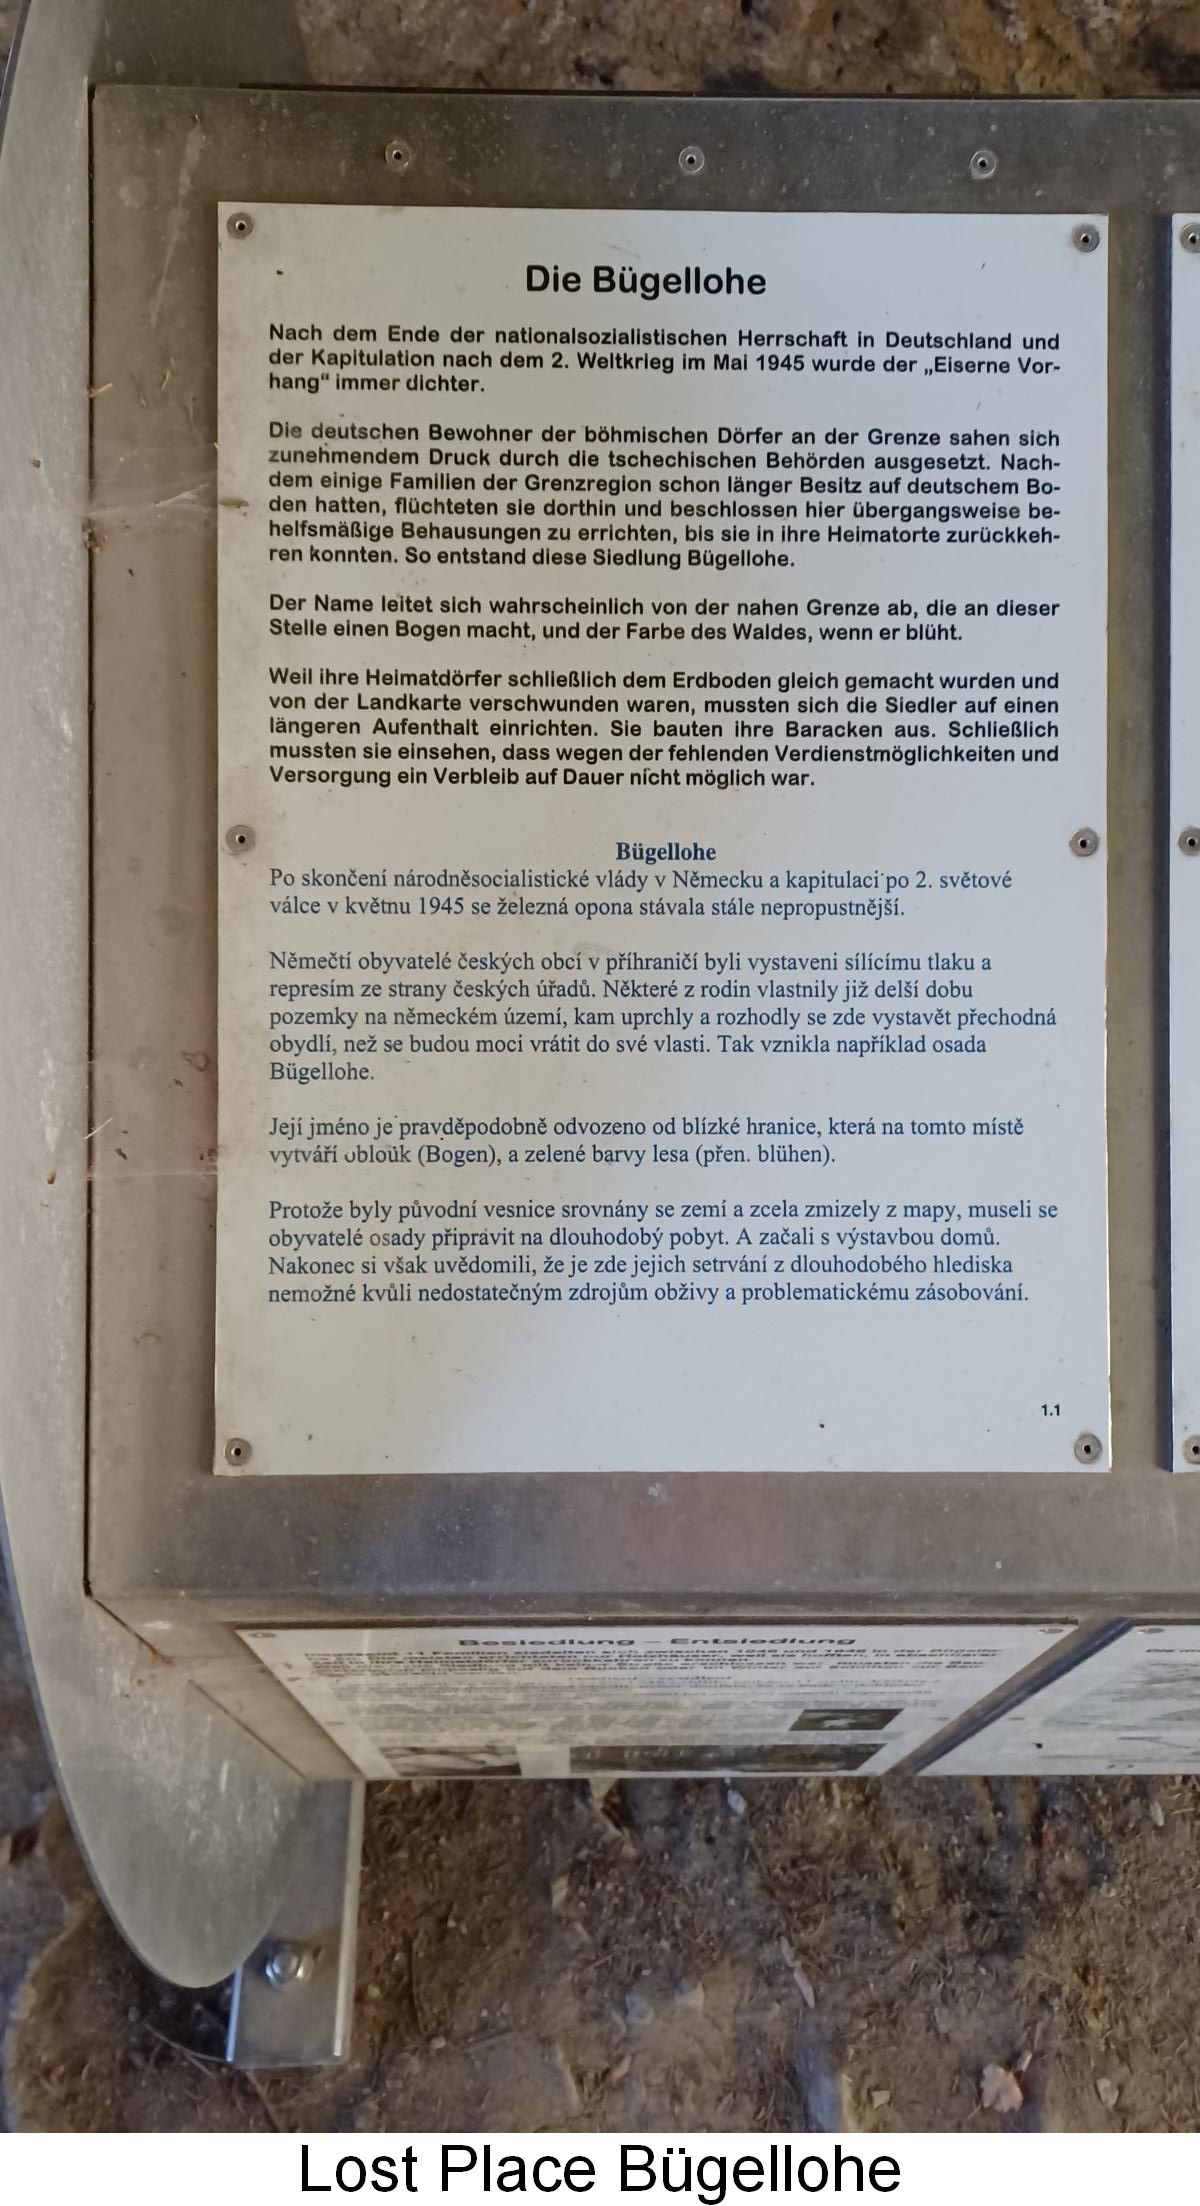 Die Bügellohe
Nach dem Ende der nationalsozialistischen Herrschaft in Deutschland und
der Kapitulation nach dem 2. Weltkrieg im Mai 1945 wurde der „Eiserne Vor-
hang“ immer dichter.
Die deutschen Bewohner der böhmischen Dörfer an der Grenze sahen sich
zunehmendem Druck durch die tschechischen Behörden ausgesetzt. Nach-
dem einige Familien der Grenzregion schon länger Besitz auf deutschem Bo-
den hatten, flüchteten sie dorthin und beschlossen hier übergangsweise be-
helfsmäßige Behausungen zu errichten, bis sie in ihre Heimatorte zurückkeh-
ren konnten. So entstand diese Siedlung Bügellohe.
Der Name leitet sich wahrscheinlich von der nahen Grenze ab, die an dieser
Stelle einen Bogen macht, und der Farbe des Waldes, wenn er blüht.
Weil ihre Heimatdörfer schließlich dem Erdboden gleich gemacht wurden und
von der Landkarte verschwunden waren, mussten sich die Siedler auf einen
längeren Aufenthalt einrichten. Sie bauten ihre Baracken aus. Schließlich
mussten sie einsehen, dass wegen der fehlenden Verdienstmöglichkeiten und
Versorgung ein Verbleib auf Dauer nicht möglich war.
Bügellohe
Po skončení národněsocialistické vlády v Německu a kapitulaci po 2. světové
válce v květnu 1945 se železná opona stávala stále nepropustnější.
Němečtí obyvatelé českých obcí v příhraničí byli vystaveni sílícímu tlaku a
represím ze strany českých úřadů. Některé z rodin vlastnily již delší dobu
pozemky na německém území, kam uprchly a rozhodly se zde vystavět přechodná
obydlí, než se budou moci vrátit do své vlasti. Tak vznikla například osada
Bügellohe.
Její jméno je pravděpodobně odvozeno od blízké hranice, která na tomto místě
vytváří oblouk (Bogen), a zelené barvy lesa (přen. blühen).
Protože byly původní vesnice srovnány se zemí a zcela zmizely z mapy, museli se
obyvatelé osady připravit na dlouhodobý pobyt. A začali s výstavbou domů.
Nakonec si však uvědomili, že je zde jejich setrvání z dlouhodobého hlediska
nemožné kvůli nedostatečným zdrojům obživy a problematickému zásobování.
1.1
Besiedlung – Entsiedlung
Lost Place Bügellohe